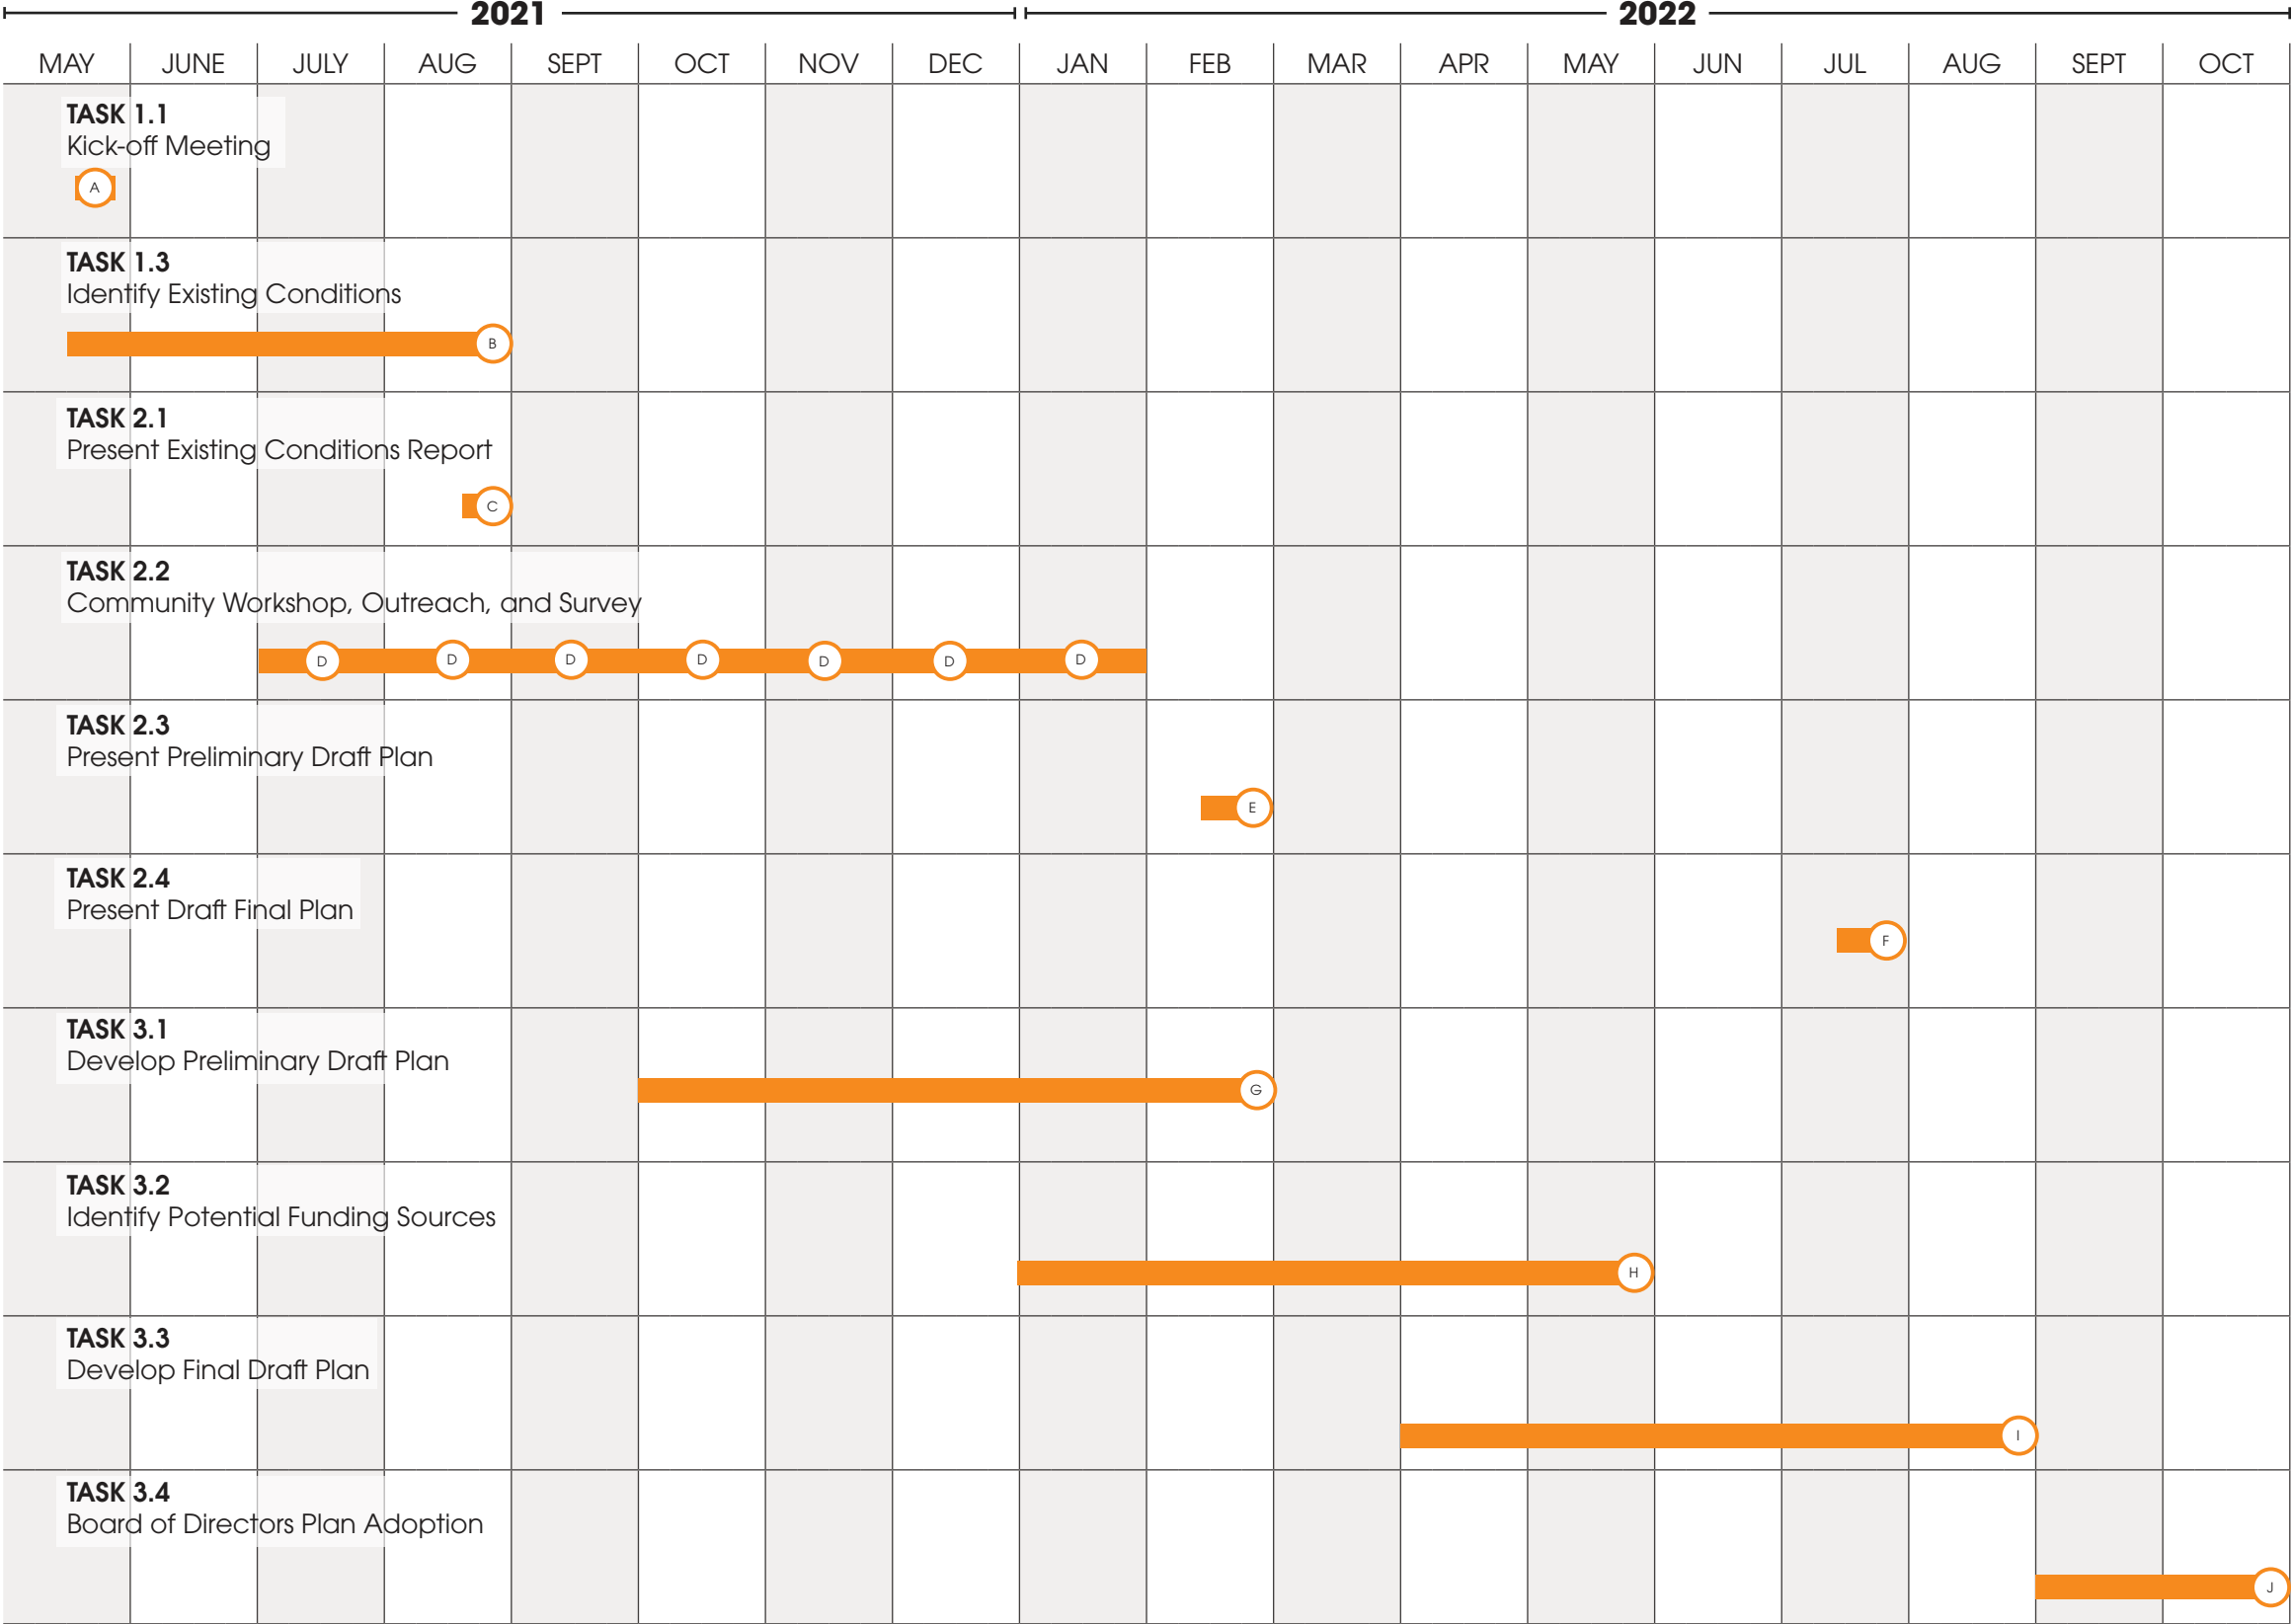 2021 2022
MAY JUNE JULY AUG SEPT OCT NOV DEC JAN FEB MAR APR MAY JUN JUL AUG SEPT OCT
TASK 1.1
Kick-off Meeting
A
TASK 1.3
Identify Existing Conditions
B
TASK 2.1
Present Existing Conditions Report
C
TASK 2.2
Community Workshop, Outreach, and Survey
D D D D D D D
TASK 2.3
Present Preliminary Draft Plan
E
TASK 2.4
Present Draft Final Plan
F
TASK 3.1
Develop Preliminary Draft Plan
G
TASK 3.2
Identify Potential Funding Sources
H
TASK 3.3
Develop Final Draft Plan
I
TASK 3.4
Board of Directors Plan Adoption
J